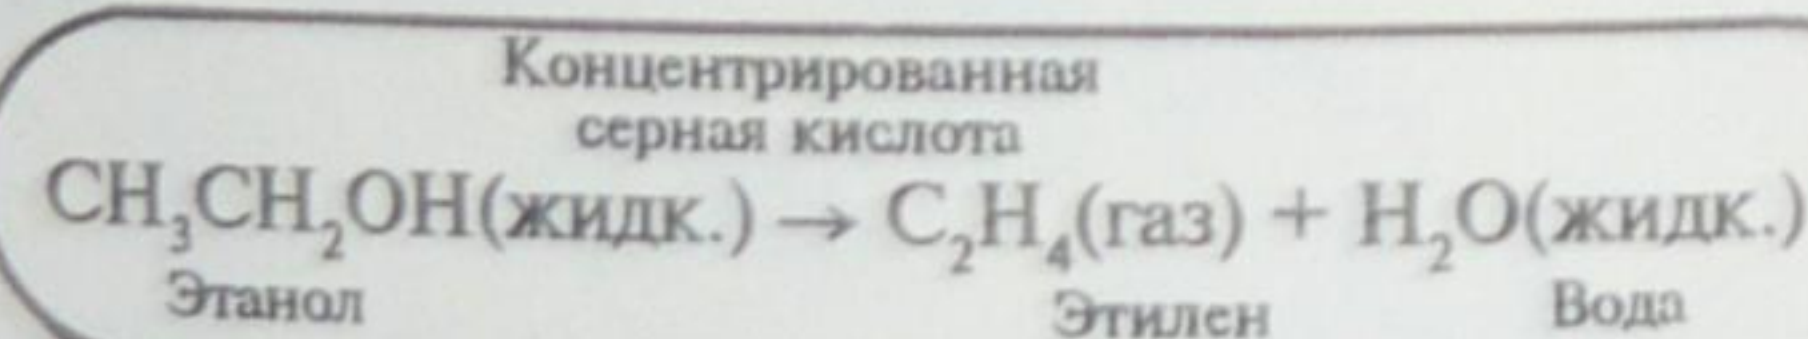 Концентрированная
серная кислота
CH₃CH₂OH(жидк.) → C₂H₄(газ) + H₂O(жидк.)
Этанол Этилен Вода